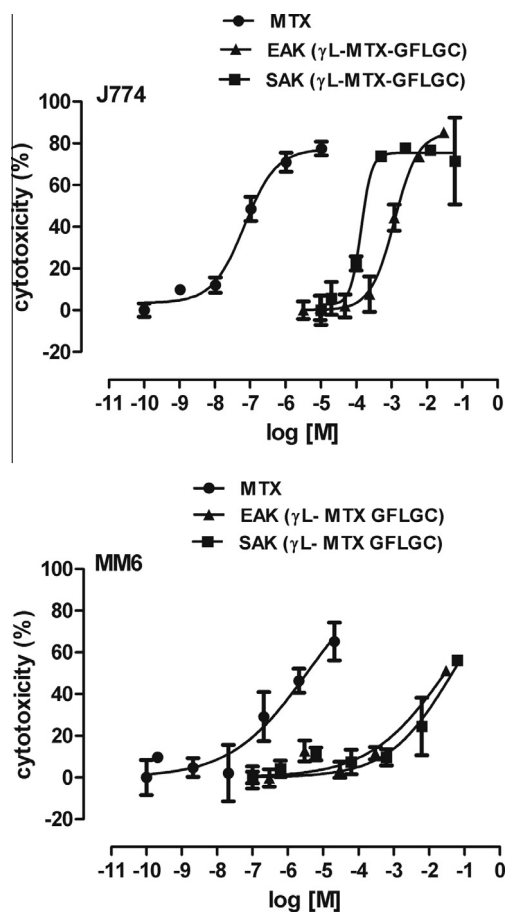 MTX
EAK (γL-MTX-GFLGC)
SAK (γL-MTX-GFLGC)
J774
100
80
60
40
20
0
-20
cytotoxicity (%)
-11 -10 -9 -8 -7 -6 -5 -4 -3 -2 -1 0
log [M]
MTX
EAK (γL- MTX GFLGC)
SAK (γL- MTX GFLGC)
MM6
100
80
60
40
20
0
-20
cytotoxicity (%)
-11 -10 -9 -8 -7 -6 -5 -4 -3 -2 -1 0
log [M]